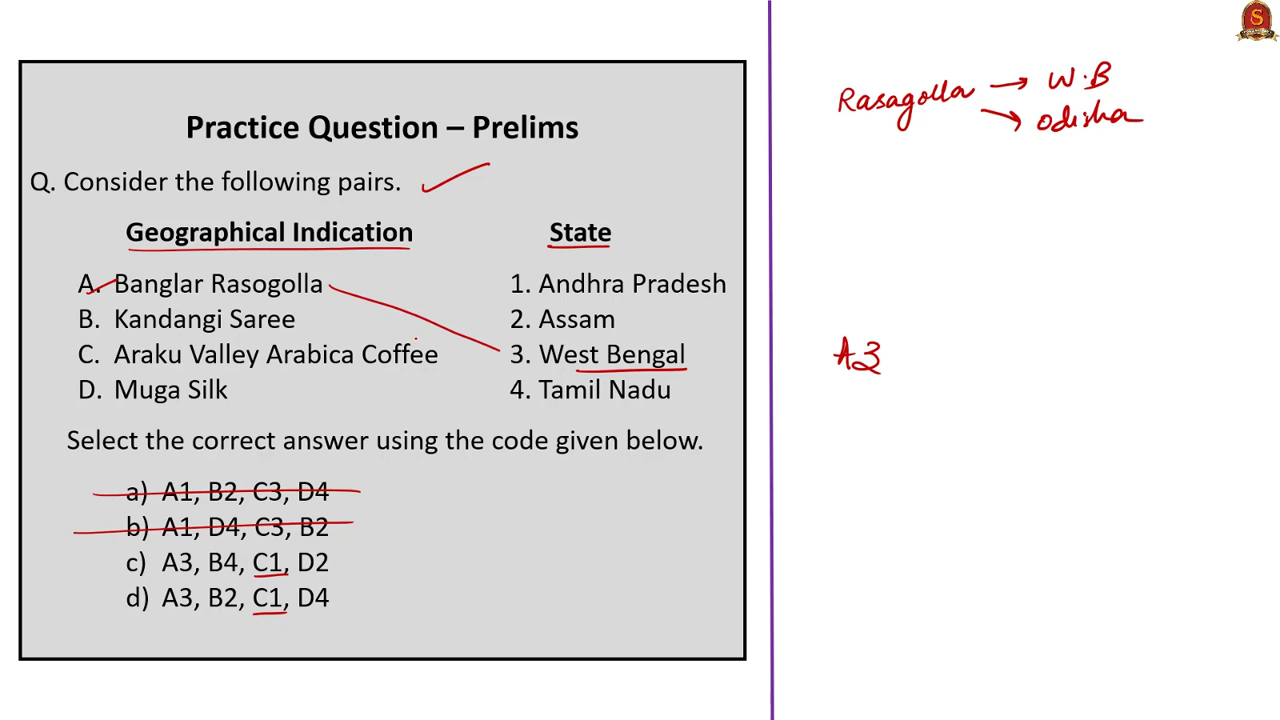 Practice Question – Prelims
Q. Consider the following pairs.
Geographical Indication State
A. Banglar Rasogolla 1. Andhra Pradesh
B. Kandangi Saree 2. Assam
C. Araku Valley Arabica Coffee 3. West Bengal
D. Muga Silk 4. Tamil Nadu
Select the correct answer using the code given below.
a) A1, B2, C3, D4
b) A1, D4, C3, B2
c) A3, B4, C1, D2
d) A3, B2, C1, D4
Rasagolla → W.B
→ odisha
A3
S